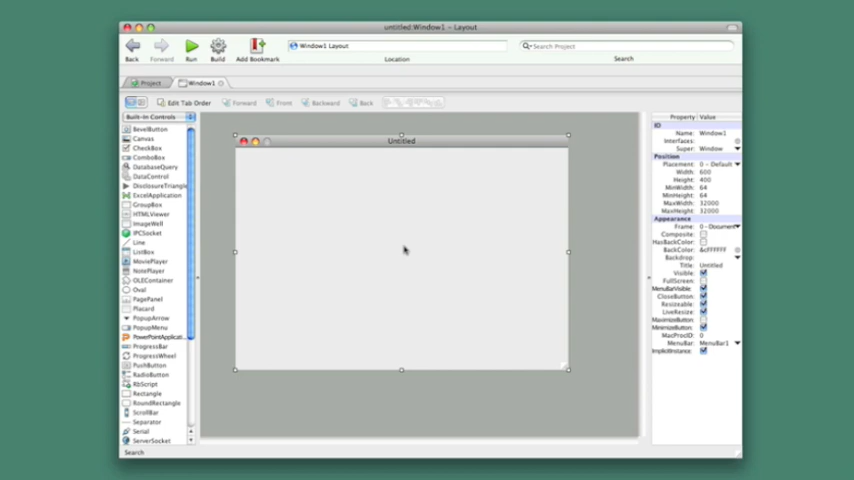 untitled.Window1 – Layout
Window1 Layout
Search Project
Back
Forward
Run
Build
Add Bookmark
Location
Search
Project
Window1
Edit Tab Order
Forward
Front
Backward
Back
Built-In Controls
BevelButton
Canvas
CheckBox
ComboBox
DatabaseQuery
DataControl
DisclosureTriangle
ExcelApplication
GroupBox
HTMLViewer
ImageWell
IPCSocket
Line
ListBox
MoviePlayer
NotePlayer
OLEContainer
Oval
PagePanel
Placard
PopupArrow
PopupMenu
PowerPointApplicati...
ProgressBar
ProgressWheel
PushButton
RadioButton
RbScript
Rectangle
RoundRectangle
ScrollBar
Separator
Serial
ServerSocket
Untitled
Property Value
ID
Name: Window1
Interfaces:
Super: Window
Position
Placement: 0 – Default
Width: 600
Height: 400
MinWidth: 64
MinHeight: 64
MaxWidth: 32000
MaxHeight: 32000
Appearance
Frame: 0 – Document
Composite:
HasBackColor:
BackColor: &cFFFFFF
Backdrop:
Title: Untitled
Visible:
FullScreen:
MenuBarVisible:
CloseButton:
Resizeable:
LiveResize:
MaximizeButton:
MinimizeButton:
MacProcID: 0
MenuBar: MenuBar1
ImplicitInstance:
Search